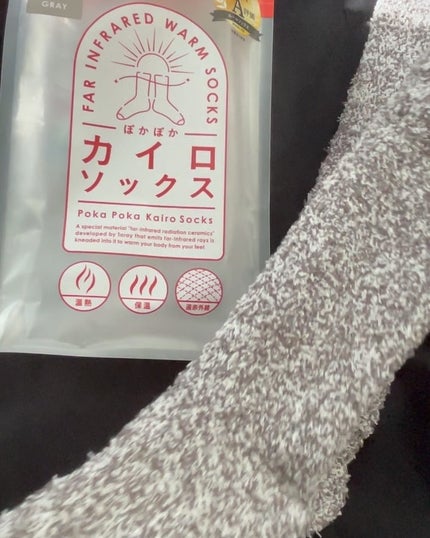 GRAY
FAR INFRARED WARM SOCKS
ぽかぽか
カイロ
ソックス
Poka Poka Kairo Socks
A special material "far-infrared radiation ceramics"
developed by Toray that emits far-infrared rays is
kneaded into it to warm your body from your feet
温熱
保温
遠赤外線